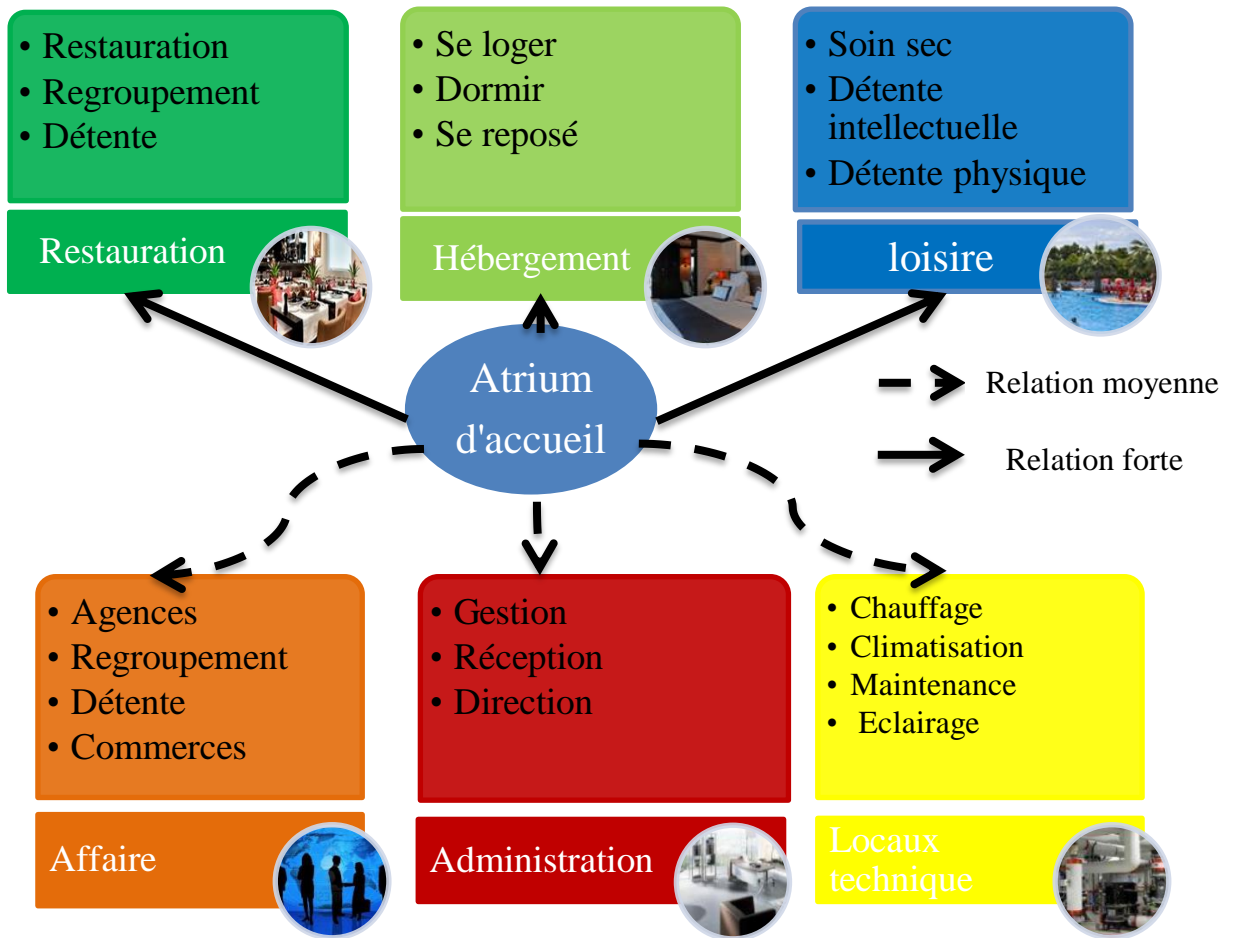 • Restauration
• Regroupement
• Détente
Restauration
• Se loger
• Dormir
• Se reposé
Hébergement
• Soin sec
• Détente
intellectuelle
• Détente physique
loisire
Atrium
d'accueil
Relation moyenne
Relation forte
• Agences
• Regroupement
• Détente
• Commerces
Affaire
• Gestion
• Réception
• Direction
Administration
• Chauffage
• Climatisation
• Maintenance
• Eclairage
Locaux
technique